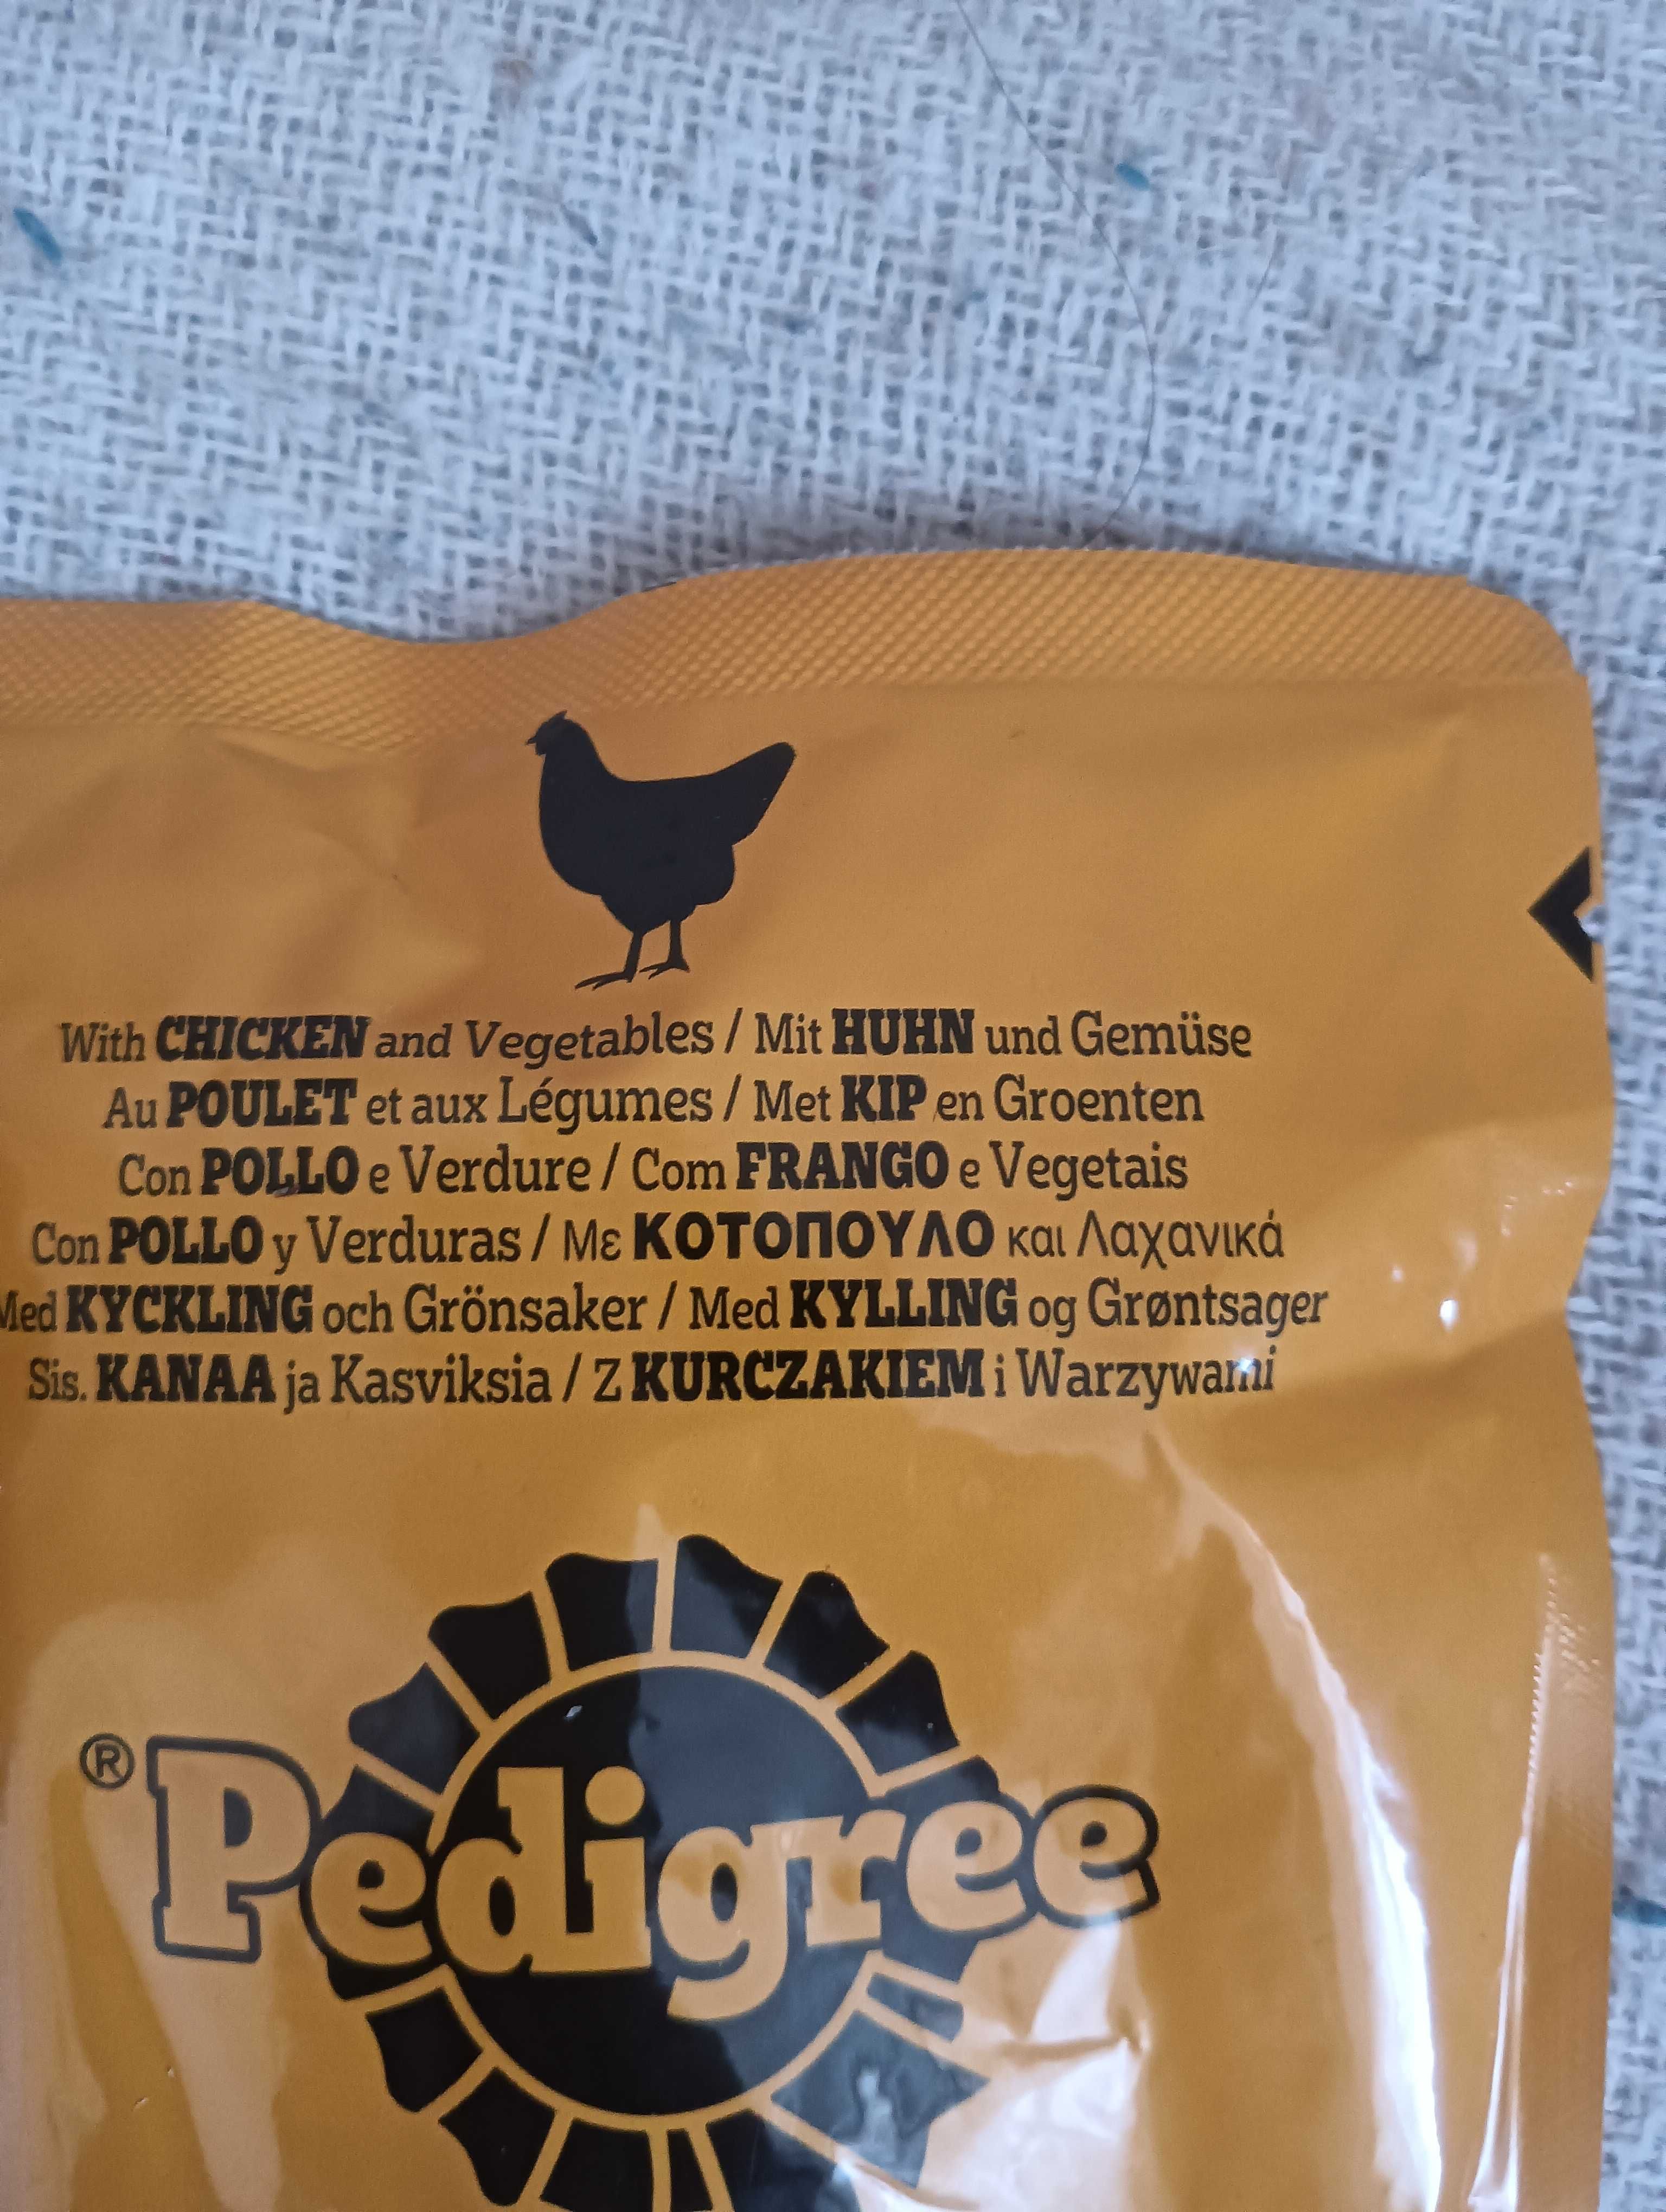 With CHICKEN and Vegetables / Mit HUHN und Gemüse
Au POULET et aux Légumes / Met KIP en Groenten
Con POLLO e Verdure / Com FRANGO e Vegetais
Con POLLO y Verduras / Με ΚΟΤΟΠΟΥΛΟ και Λαχανικά
Med KYCKLING och Grönsaker / Med KYLLING og Grøntsager
Sis. KANAA ja Kasviksia / Z KURCZAKIEM i Warzywami
® Pedigree